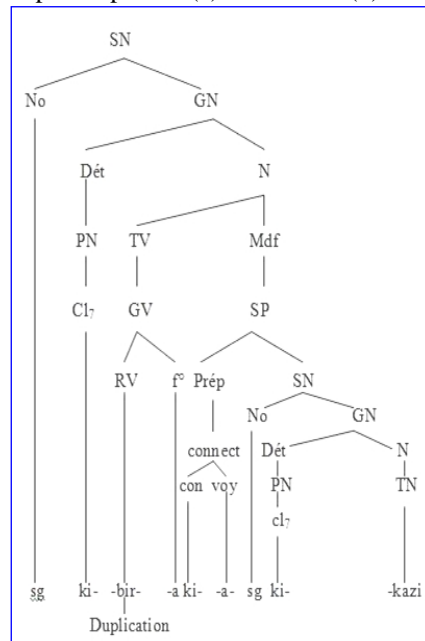 SN
No GN
Dét N
PN TV Mdf
Cl₇ GV SP
RV f° Prép SN
No GN
connect Dét N
con voy PN TN
cl₇
sg ki- -bir- -a ki- -a- sg ki- -kazi
Duplication